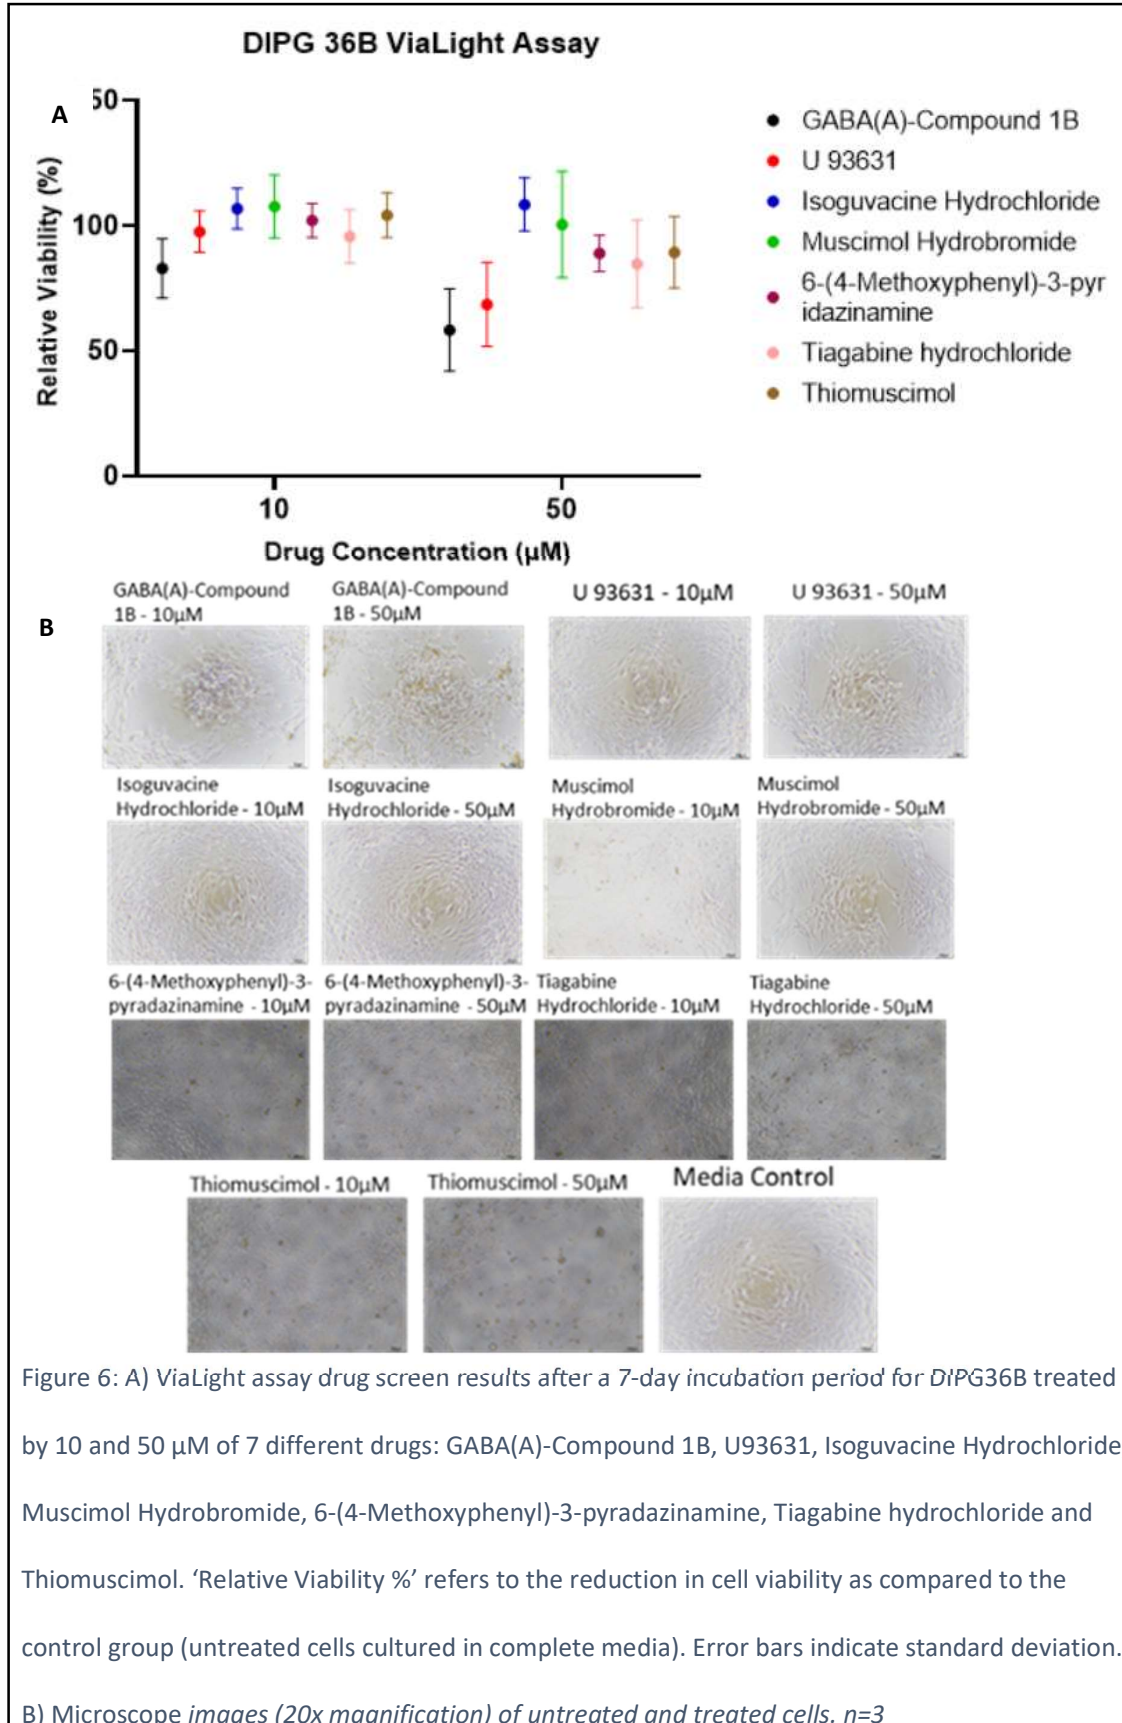 DIPG 36B ViaLight Assay
A
50
100
50
0
Relative Viability (%)
10
50
Drug Concentration (µM)
GABA(A)-Compound 1B
U 93631
Isoguvacine Hydrochloride
Muscimol Hydrobromide
6-(4-Methoxyphenyl)-3-pyr
idazinamine
Tiagabine hydrochloride
Thiomuscimol
B
GABA(A)-Compound
1B - 10µM
GABA(A)-Compound
1B - 50µM
U 93631 - 10µM
U 93631 - 50µM
Isoguvacine
Hydrochloride - 10µM
Isoguvacine
Hydrochloride - 50µM
Muscimol
Hydrobromide - 10µM
Muscimol
Hydrobromide - 50µM
6-(4-Methoxyphenyl)-3-
pyradazinamine - 10µM
6-(4-Methoxyphenyl)-3-
pyradazinamine - 50µM
Tiagabine
Hydrochloride - 10µM
Tiagabine
Hydrochloride - 50µM
Thiomuscimol - 10µM
Thiomuscimol - 50µM
Media Control
Figure 6: A) ViaLight assay drug screen results after a 7-day incubation period for DIPG36B treated
by 10 and 50 µM of 7 different drugs: GABA(A)-Compound 1B, U93631, Isoguvacine Hydrochloride
Muscimol Hydrobromide, 6-(4-Methoxyphenyl)-3-pyradazinamine, Tiagabine hydrochloride and
Thiomuscimol. ‘Relative Viability %’ refers to the reduction in cell viability as compared to the
control group (untreated cells cultured in complete media). Error bars indicate standard deviation.
B) Microscope images (20x magnification) of untreated and treated cells. n=3